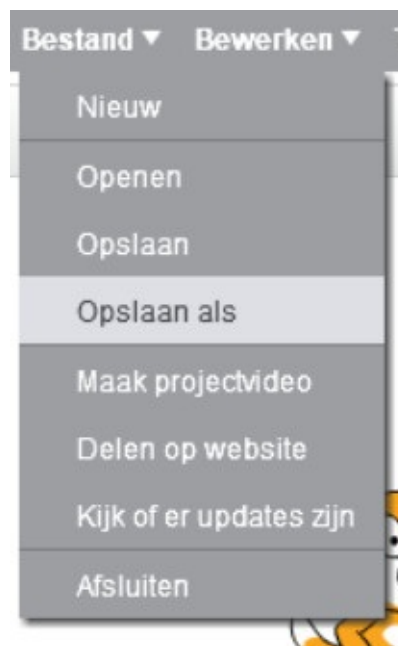 Bestand ▼ Bewerken ▼
Nieuw
Openen
Opslaan
Opslaan als
Maak projectvideo
Delen op website
Kijk of er updates zijn
Afsluiten